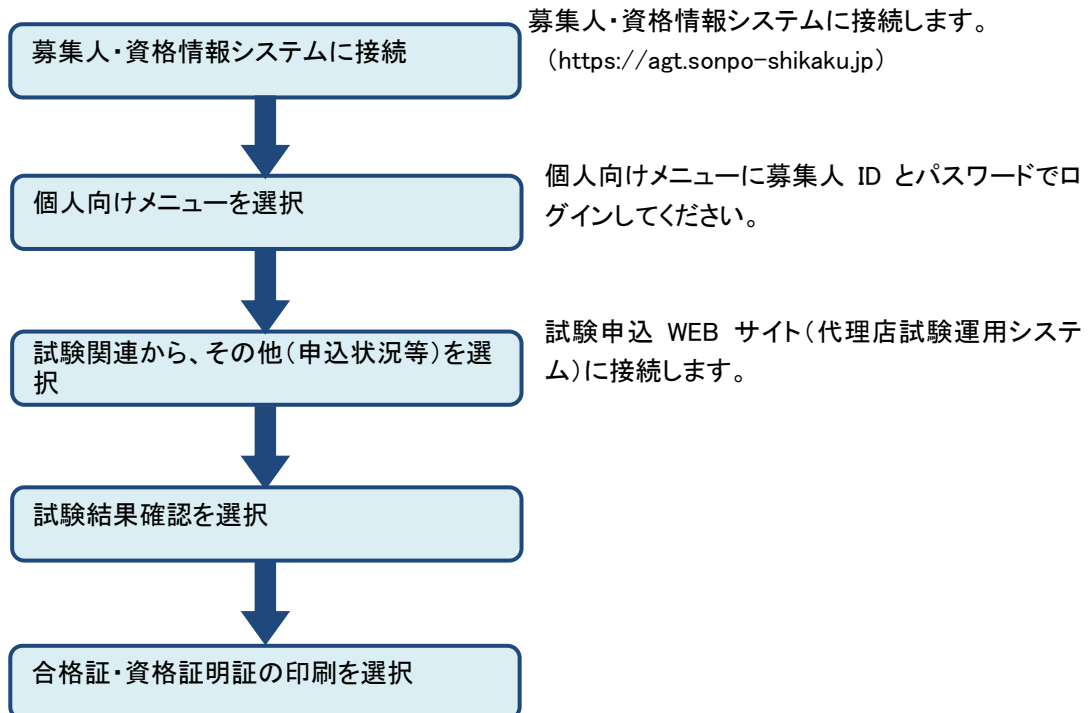 募集人・資格情報システムに接続
募集人・資格情報システムに接続します。
（https://agt.sonpo-shikaku.jp）
個人向けメニューを選択
個人向けメニューに募集人 ID とパスワードでロ
グインしてください。
試験関連から、その他（申込状況等）を選
択
試験申込 WEB サイト（代理店試験運用システ
ム）に接続します。
試験結果確認を選択
合格証・資格証明証の印刷を選択